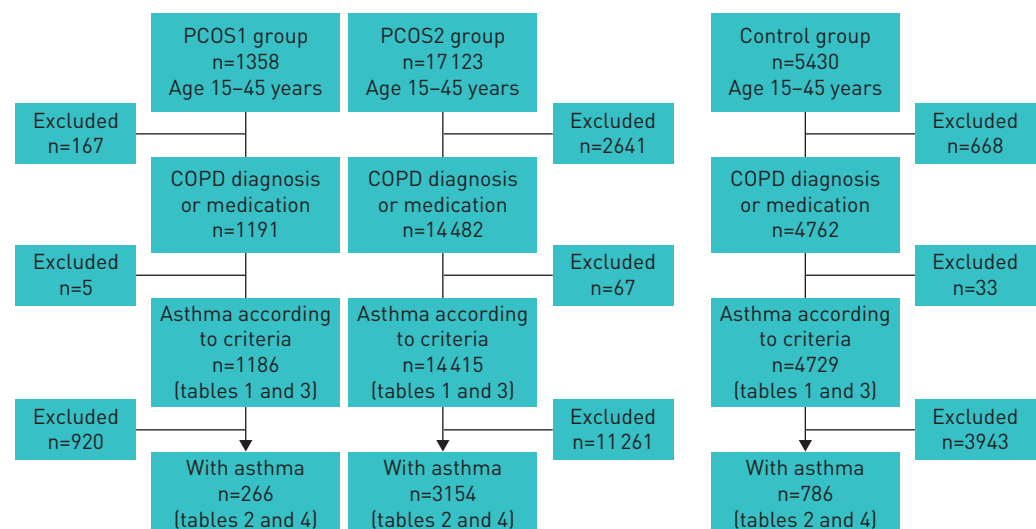 PCOS1 group
n=1358
Age 15–45 years
PCOS2 group
n=17 123
Age 15–45 years
Control group
n=5430
Age 15–45 years
Excluded
n=167
Excluded
n=2641
Excluded
n=668
COPD diagnosis
or medication
n=1191
COPD diagnosis
or medication
n=14 482
COPD diagnosis
or medication
n=4762
Excluded
n=5
Excluded
n=67
Excluded
n=33
Asthma according
to criteria
n=1186
(tables 1 and 3)
Asthma according
to criteria
n=14 415
(tables 1 and 3)
Asthma according
to criteria
n=4729
(tables 1 and 3)
Excluded
n=920
Excluded
n=11 261
Excluded
n=3943
With asthma
n=266
(tables 2 and 4)
With asthma
n=3154
(tables 2 and 4)
With asthma
n=786
(tables 2 and 4)